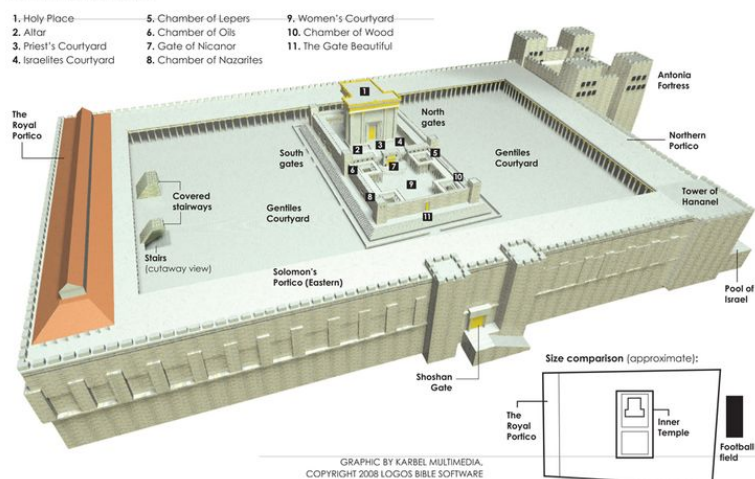 1. Holy Place
2. Altar
3. Priest's Courtyard
4. Israelites Courtyard
5. Chamber of Lepers
6. Chamber of Oils
7. Gate of Nicanor
8. Chamber of Nazarites
9. Women's Courtyard
10. Chamber of Wood
11. The Gate Beautiful
Antonia
Fortress
1
The
Royal
Portico
North
gates
Northern
Portico
South
gates
2
3
4
5
6
7
8
9
10
11
Gentiles
Courtyard
Tower of
Hananel
Covered
stairways
Gentiles
Courtyard
Stairs
(cutaway view)
Solomon's
Portico (Eastern)
Pool of
Israel
Shoshan
Gate
Size comparison (approximate):
The
Royal
Portico
Inner
Temple
Football
field
GRAPHIC BY KARBEL MULTIMEDIA,
COPYRIGHT 2008 LOGOS BIBLE SOFTWARE